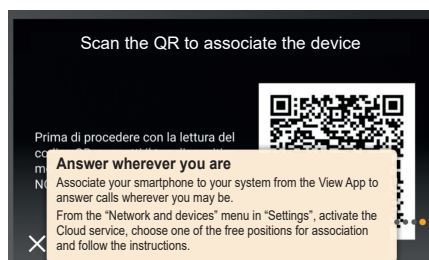 Scan the QR to associate the device
Prima di procedere con la lettura del
Answer wherever you are
Associate your smartphone to your system from the View App to
answer calls wherever you may be.
From the “Network and devices” menu in “Settings”, activate the
Cloud service, choose one of the free positions for association
and follow the instructions.